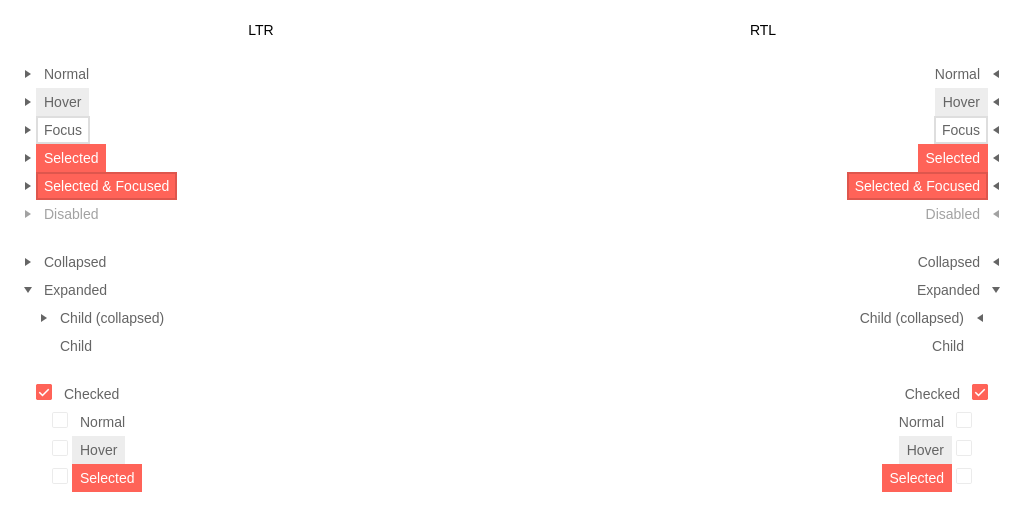 LTR
Normal
Hover
Focus
Selected
Selected & Focused
Disabled
Collapsed
Expanded
Child (collapsed)
Child
Checked
Normal
Hover
Selected
RTL
Normal
Hover
Focus
Selected
Selected & Focused
Disabled
Collapsed
Expanded
Child (collapsed)
Child
Checked
Normal
Hover
Selected